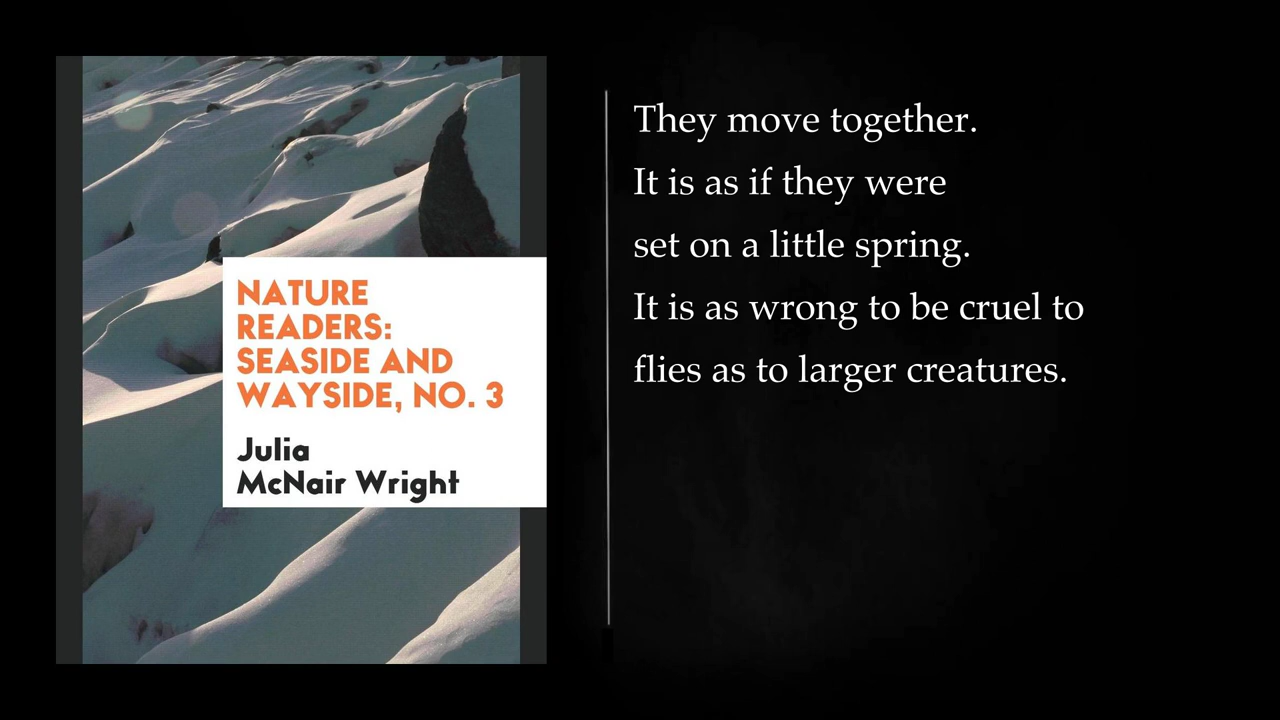 NATURE
READERS:
SEASIDE AND
WAYSIDE, NO. 3
Julia
McNair Wright
They move together.
It is as if they were
set on a little spring.
It is as wrong to be cruel to
flies as to larger creatures.